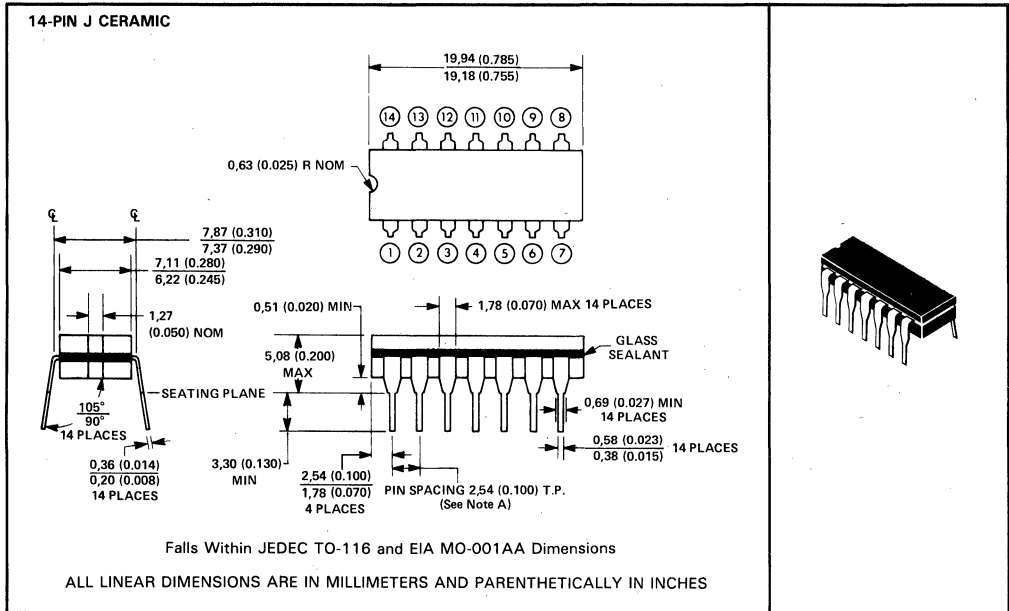 14-PIN J CERAMIC
19,94 (0.785)
19,18 (0.755)
14 13 12 11 10 9 8
0,63 (0.025) R NOM
1 2 3 4 5 6 7
℄ ℄
7,87 (0.310)
7,37 (0.290)
7,11 (0.280)
6,22 (0.245)
1,27
(0.050) NOM
0,51 (0.020) MIN
1,78 (0.070) MAX 14 PLACES
5,08 (0.200)
MAX
GLASS
SEALANT
SEATING PLANE
105°
90°
14 PLACES
0,36 (0.014)
0,20 (0.008)
14 PLACES
3,30 (0.130)
MIN
2,54 (0.100)
1,78 (0.070)
4 PLACES
PIN SPACING 2,54 (0.100) T.P.
(See Note A)
0,69 (0.027) MIN
14 PLACES
0,58 (0.023)
0,38 (0.015)
14 PLACES
Falls Within JEDEC TO-116 and EIA MO-001AA Dimensions
ALL LINEAR DIMENSIONS ARE IN MILLIMETERS AND PARENTHETICALLY IN INCHES